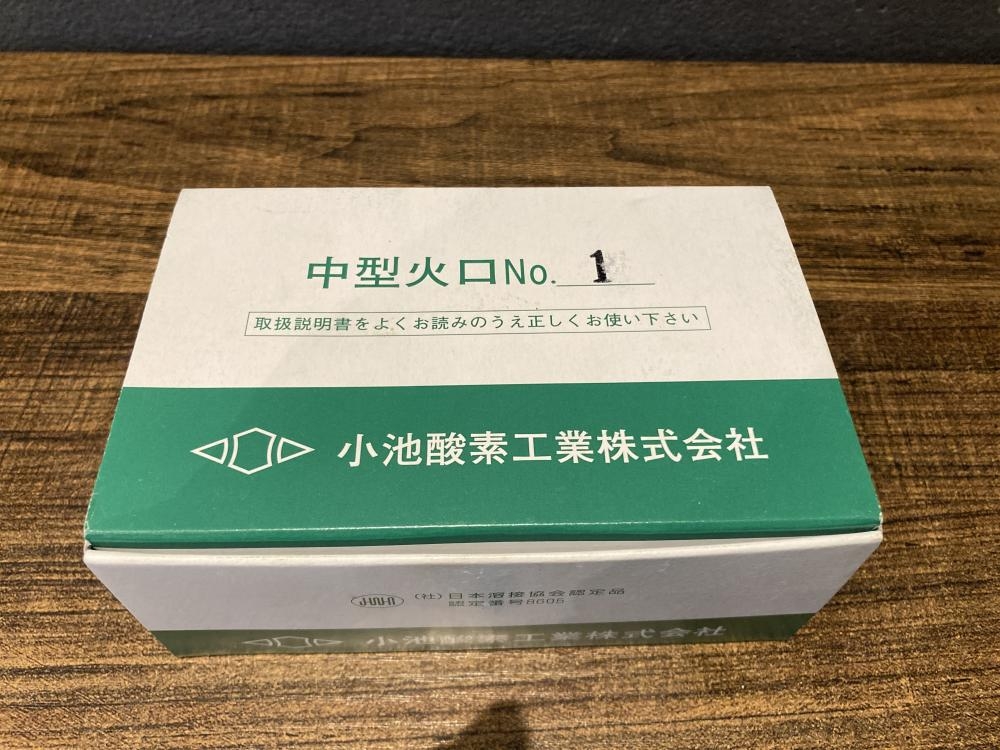 中型火口No. 1
取扱説明書をよくお読みのうえ正しくお使い下さい
小池酸素工業株式会社
(社)日本溶接協会認定品
認定番号8605
小池酸素工業株式会社